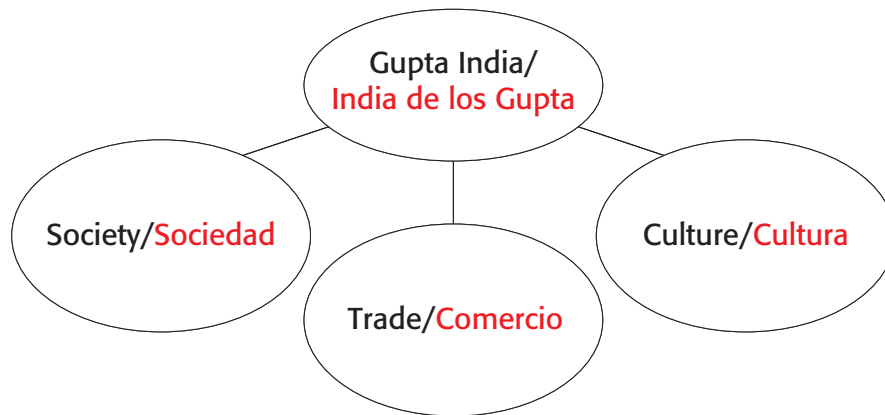 Gupta India/
India de los Gupta
Society/Sociedad
Trade/Comercio
Culture/Cultura